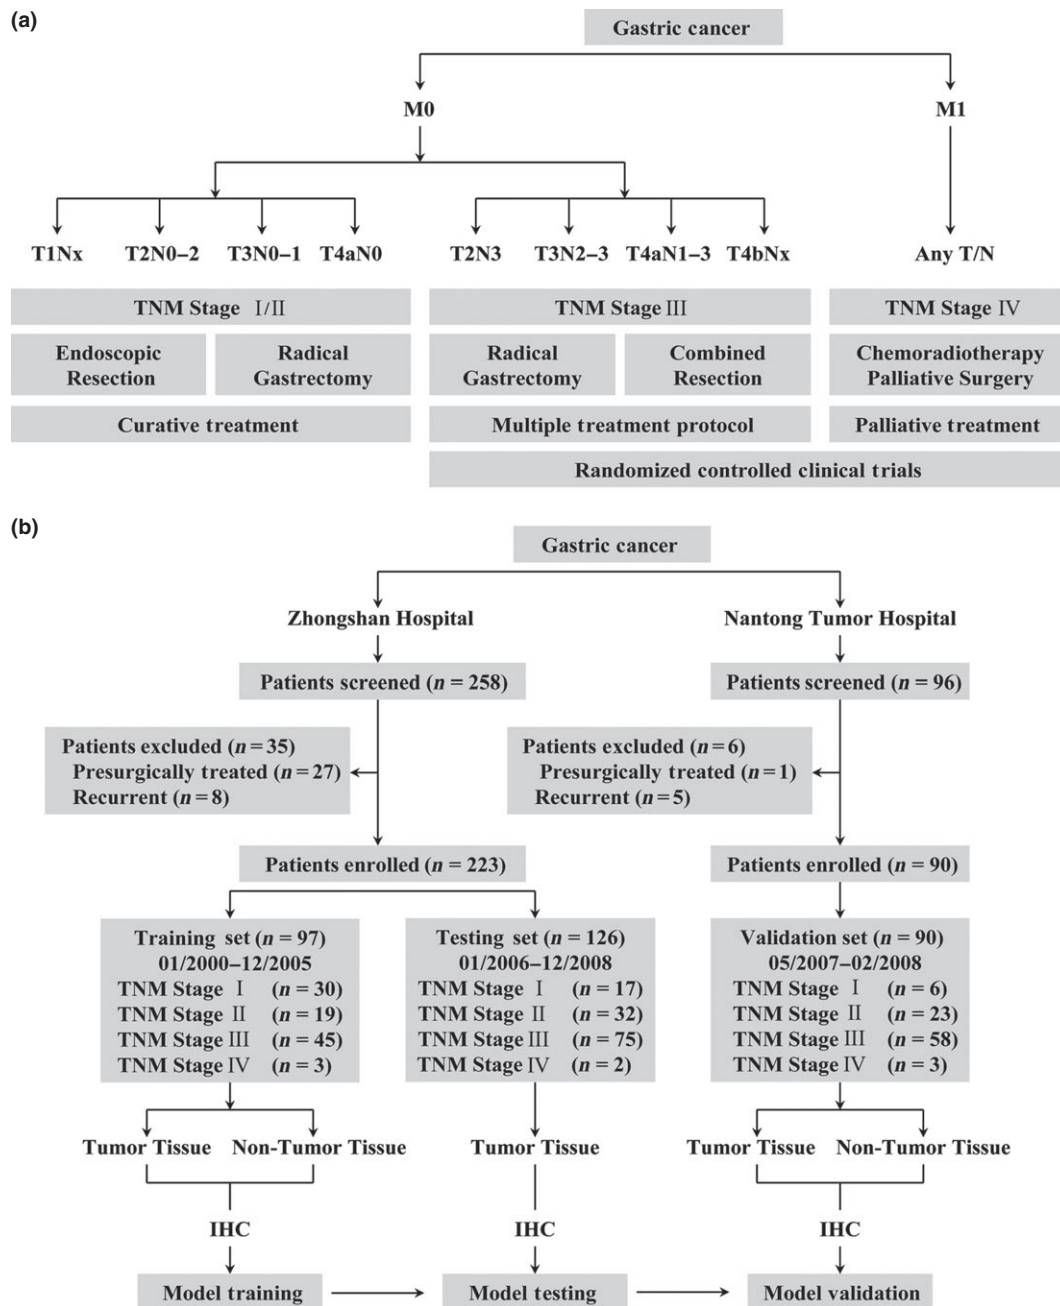 (a)
Gastric cancer
M0 M1
T1Nx T2N0–2 T3N0–1 T4aN0 T2N3 T3N2–3 T4aN1–3 T4bNx Any T/N
TNM Stage Ⅰ/Ⅱ TNM Stage Ⅲ TNM Stage Ⅳ
Endoscopic Resection
Radical Gastrectomy
Radical Gastrectomy
Combined Resection
Chemoradiotherapy
Palliative Surgery
Curative treatment Multiple treatment protocol Palliative treatment
Randomized controlled clinical trials
(b)
Gastric cancer
Zhongshan Hospital Nantong Tumor Hospital
Patients screened (n = 258) Patients screened (n = 96)
Patients excluded (n = 35)
Presurgically treated (n = 27)
Recurrent (n = 8)
Patients excluded (n = 6)
Presurgically treated (n = 1)
Recurrent (n = 5)
Patients enrolled (n = 223) Patients enrolled (n = 90)
Training set (n = 97)
01/2000–12/2005
TNM Stage Ⅰ (n = 30)
TNM Stage Ⅱ (n = 19)
TNM Stage Ⅲ (n = 45)
TNM Stage Ⅳ (n = 3)
Testing set (n = 126)
01/2006–12/2008
TNM Stage Ⅰ (n = 17)
TNM Stage Ⅱ (n = 32)
TNM Stage Ⅲ (n = 75)
TNM Stage Ⅳ (n = 2)
Validation set (n = 90)
05/2007–02/2008
TNM Stage Ⅰ (n = 6)
TNM Stage Ⅱ (n = 23)
TNM Stage Ⅲ (n = 58)
TNM Stage Ⅳ (n = 3)
Tumor Tissue Non-Tumor Tissue Tumor Tissue Tumor Tissue Non-Tumor Tissue
IHC IHC IHC
Model training Model testing Model validation